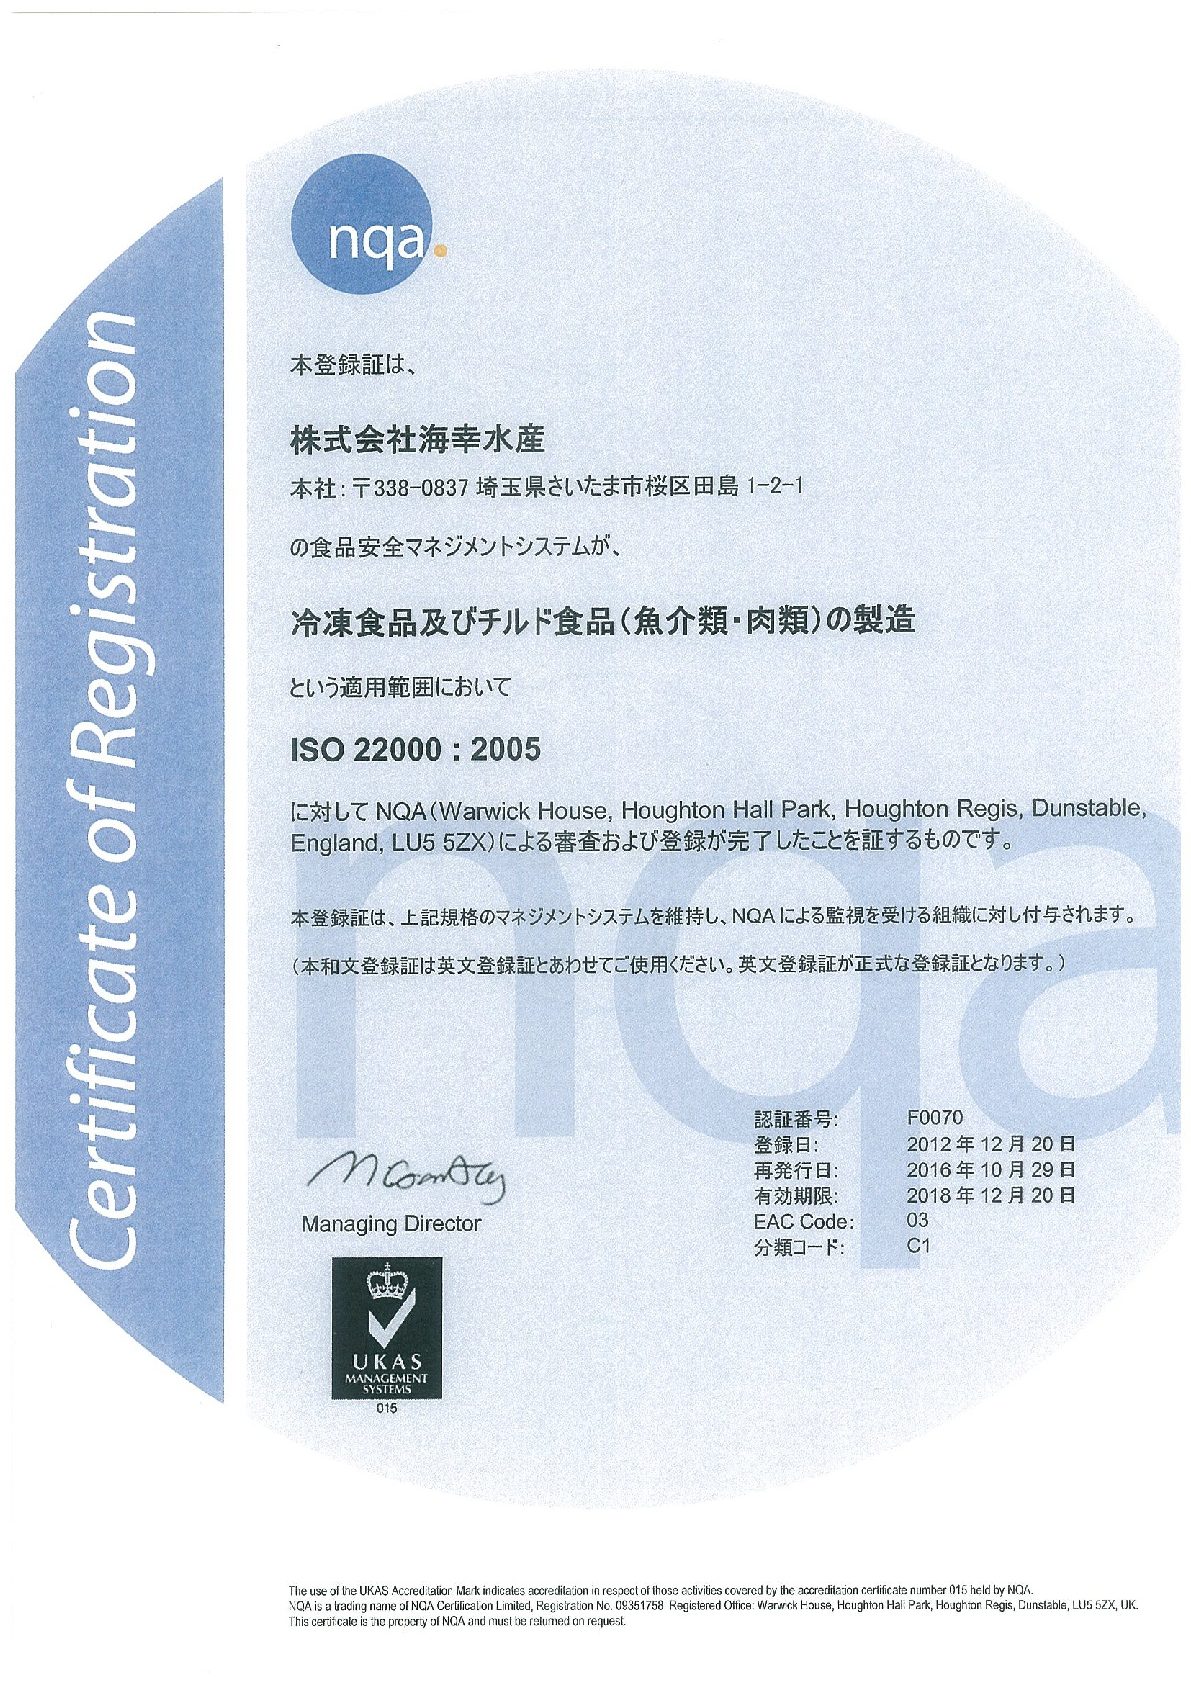 Certificate of Registration
nqa.
本登録証は、
株式会社海幸水産
本社:〒338-0837 埼玉県さいたま市桜区田島 1-2-1
の食品安全マネジメントシステムが、
冷凍食品及びチルド食品(魚介類・肉類)の製造
という適用範囲において
ISO 22000 : 2005
に対して NQA(Warwick House, Houghton Hall Park, Houghton Regis, Dunstable,
England, LU5 5ZX)による審査および登録が完了したことを証するものです。
本登録証は、上記規格のマネジメントシステムを維持し、NQA による監視を受ける組織に対し付与されます。
(本和文登録証は英文登録証とあわせてご使用ください。英文登録証が正式な登録証となります。)
nqa
認証番号: F0070
登録日: 2012 年 12 月 20 日
再発行日: 2016 年 10 月 29 日
有効期限: 2018 年 12 月 20 日
EAC Code: 03
分類コード: C1
Managing Director
UKAS
MANAGEMENT
SYSTEMS
015
The use of the UKAS Accreditation Mark indicates accreditation in respect of those activities covered by the accreditation certificate number 015 held by NQA.
NQA is a trading name of NQA Certification Limited, Registration No. 09351758 Registered Office: Warwick House, Houghton Hall Park, Houghton Regis, Dunstable, LU5 5ZX, UK.
This certificate is the property of NQA and must be returned on request.